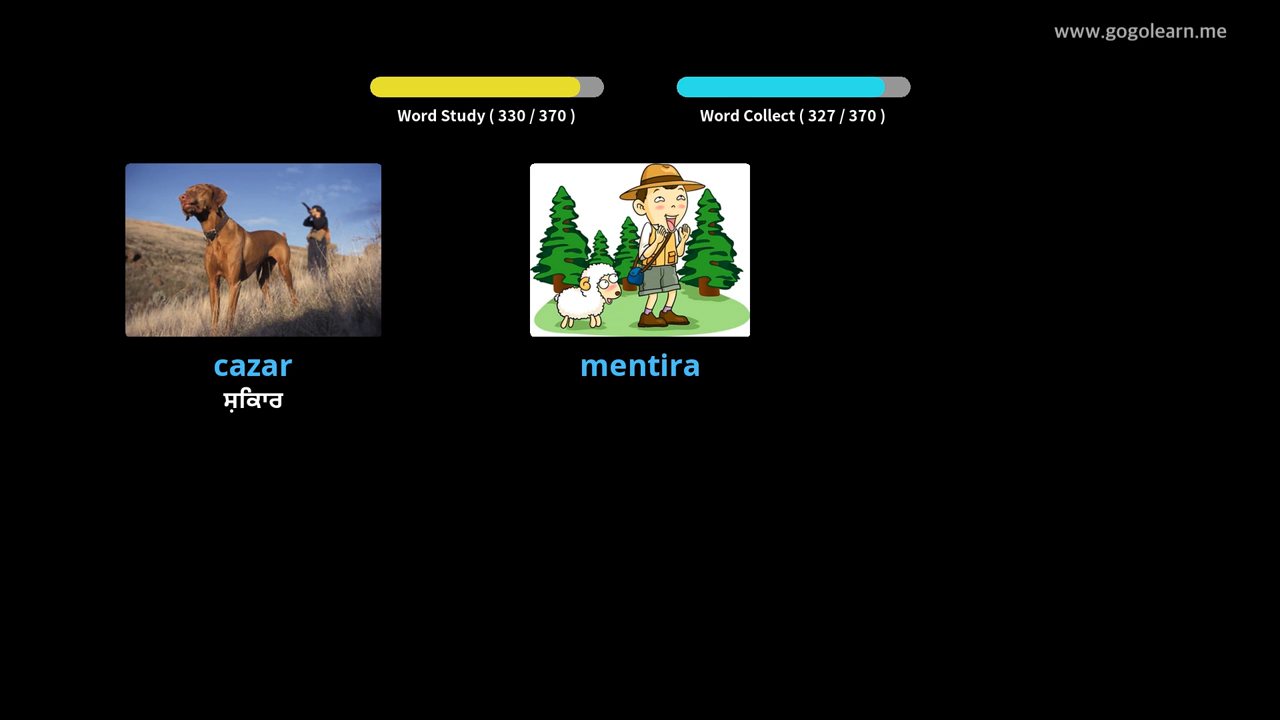 www.gogolearn.me
Word Study ( 330 / 370 )
Word Collect ( 327 / 370 )
cazar
mentira
ਸ਼ਿਕਾਰ